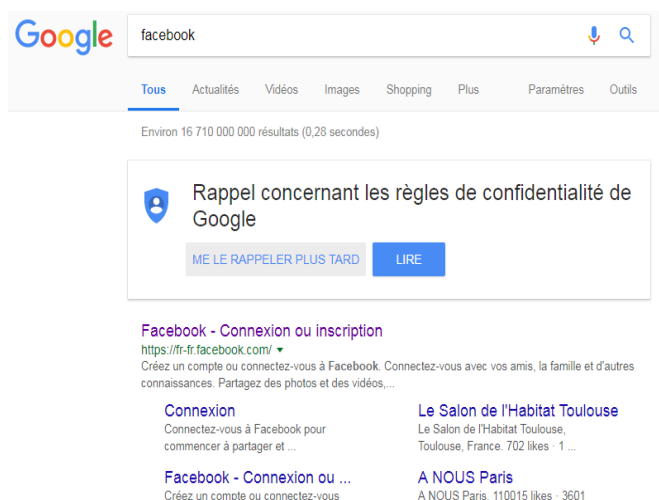 Google
facebook
Tous Actualités Vidéos Images Shopping Plus Paramètres Outils
Environ 16 710 000 000 résultats (0,28 secondes)
Rappel concernant les règles de confidentialité de
Google
ME LE RAPPELER PLUS TARD LIRE
Facebook - Connexion ou inscription
https://fr-fr.facebook.com/
Créez un compte ou connectez-vous à Facebook. Connectez-vous avec vos amis, la famille et d'autres
connaissances. Partagez des photos et des vidéos,...
Connexion
Connectez-vous à Facebook pour
commencer à partager et ...
Le Salon de l'Habitat Toulouse
Le Salon de l'Habitat Toulouse,
Toulouse, France. 702 likes · 1 ...
Facebook - Connexion ou ...
Créez un compte ou connectez-vous
A NOUS Paris
A NOUS Paris. 110015 likes · 3601